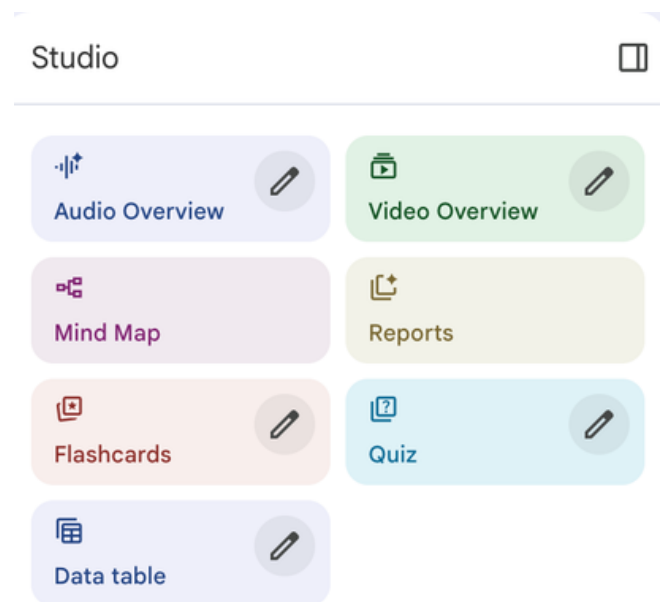 Studio
Audio Overview
Video Overview
Mind Map
Reports
Flashcards
Quiz
Data table